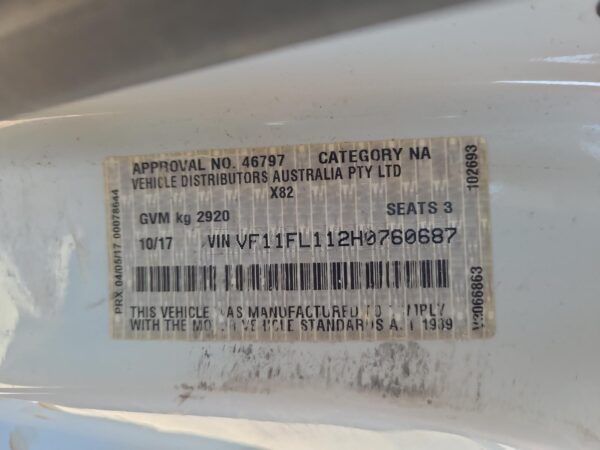 APPROVAL NO. 46797 CATEGORY NA
VEHICLE DISTRIBUTORS AUSTRALIA PTY LTD
X82
GVM kg 2920 SEATS 3
10/17 VIN VF11FL112H0760687
THIS VEHICLE WAS MANUFACTURED TO COMPLY
WITH THE MOTOR VEHICLE STANDARDS ACT 1989
PRX 04/05/17 00078644
102693